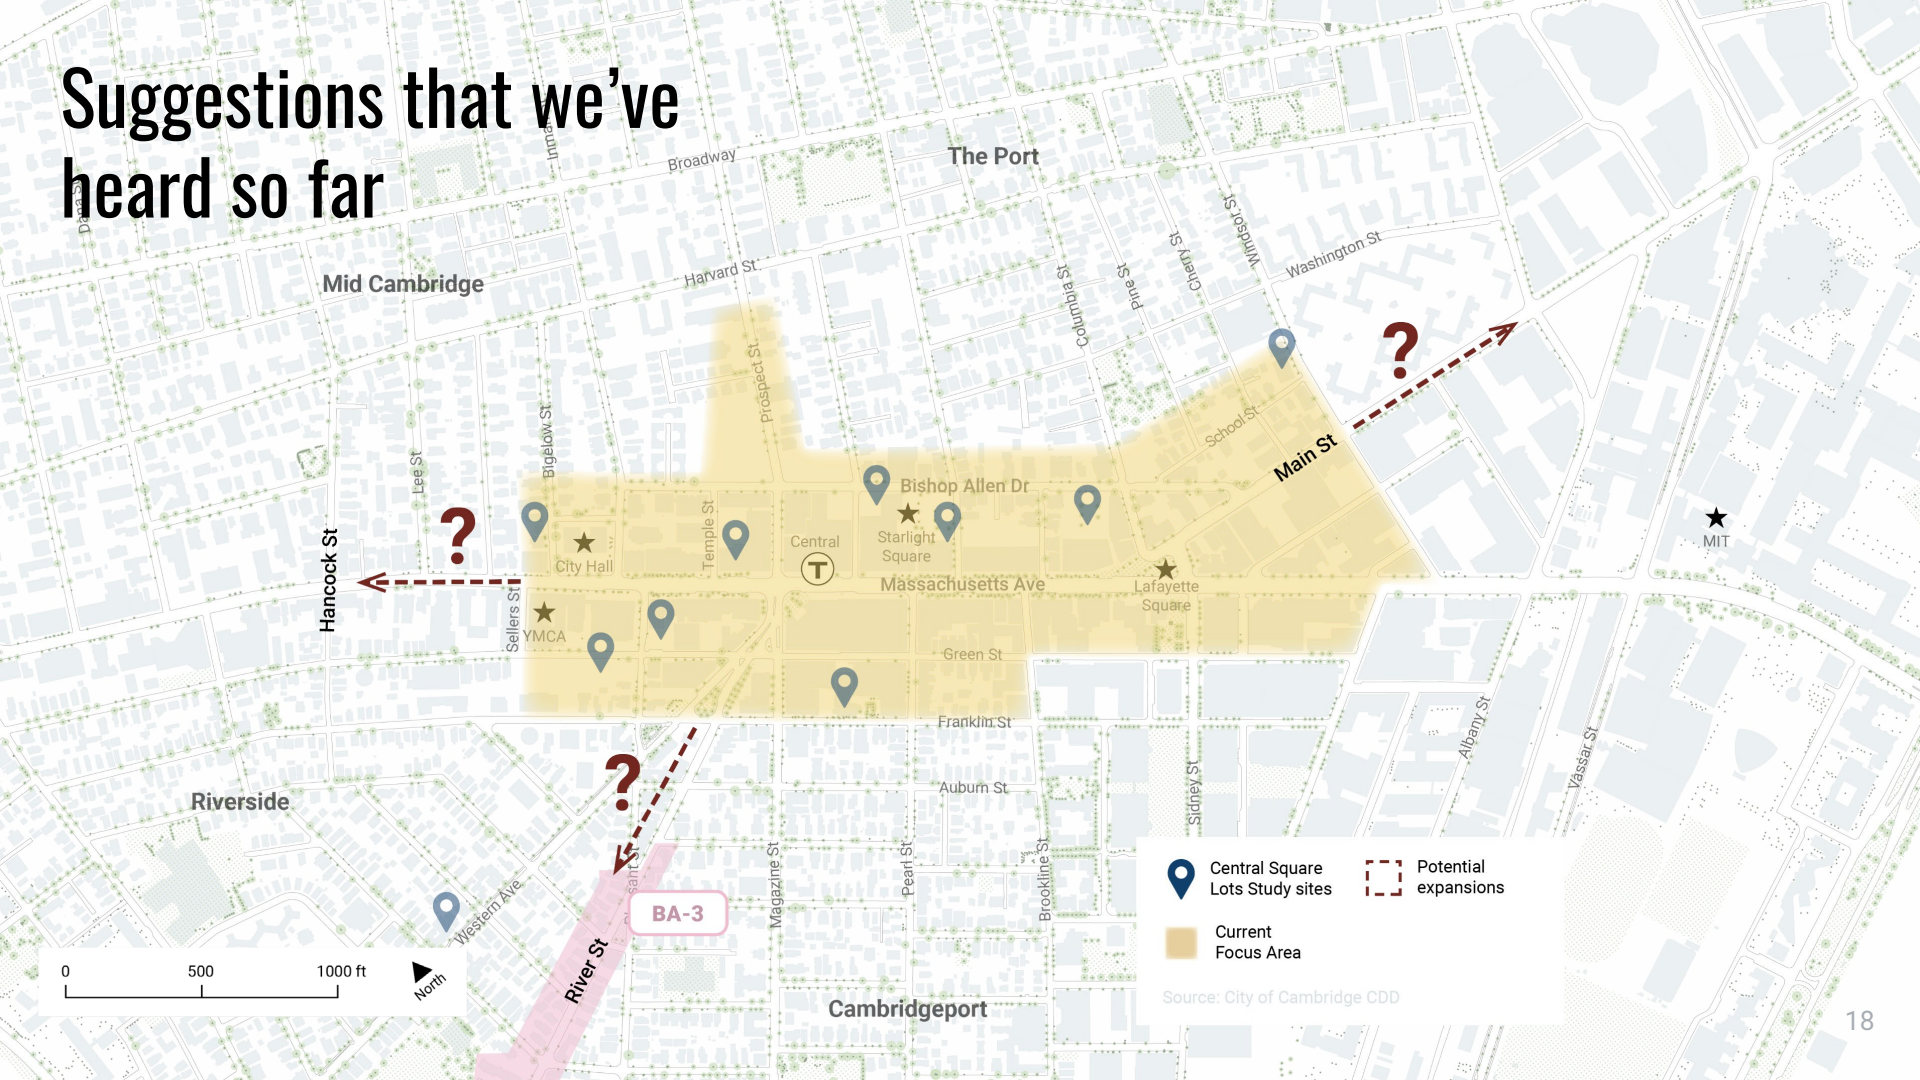 Suggestions that we've
heard so far
Inman
Broadway
The Port
Dana St
Windsor St
Cherry St
Washington St
Mid Cambridge
Harvard St
Columbia St
Pine St
?
Prospect St
School St
Main St
Bigelow St
Lee St
?
Bishop Allen Dr
Temple St
Central
T
Starlight
Square
MIT
Hancock St
City Hall
Massachusetts Ave
Lafayette
Square
Sellers St
YMCA
Green St
Franklin St
Albany St
Vassar St
?
Auburn St
Sidney St
Riverside
Magazine St
Pearl St
Brookline St
BA-3
Western Ave
River St
Cambridgeport
0 500 1000 ft
North
Central Square
Lots Study sites
Potential
expansions
Current
Focus Area
Source: City of Cambridge CDD
18